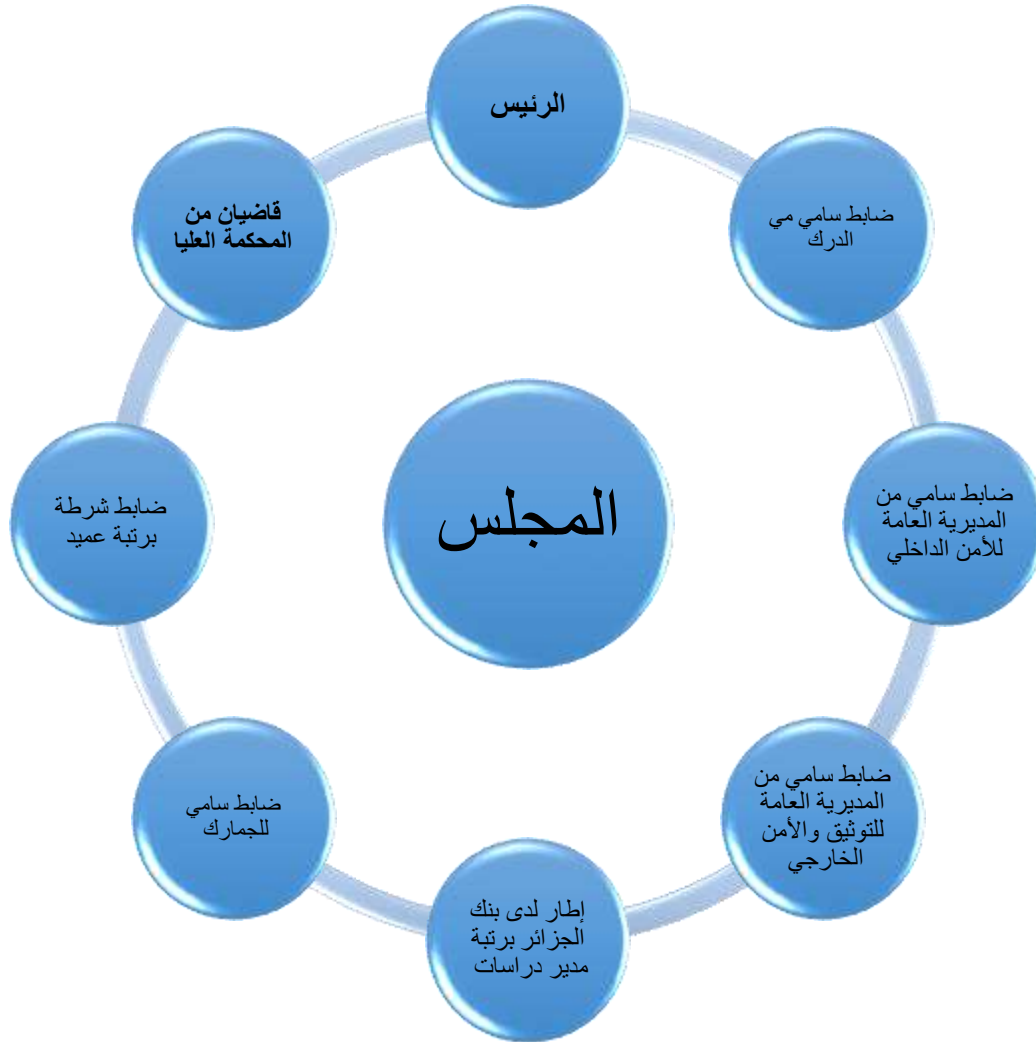 الرئيس
ضابط سامي مي
الدرك
ضابط سامي من
المديرية العامة
للأمن الداخلي
ضابط سامي من
المديرية العامة
للتوثيق والأمن
الخارجي
إطار لدى بنك
الجزائر برتبة
مدير دراسات
ضابط سامي
للجمارك
ضابط شرطة
برتبة عميد
قاضيان من
المحكمة العليا
المجلس